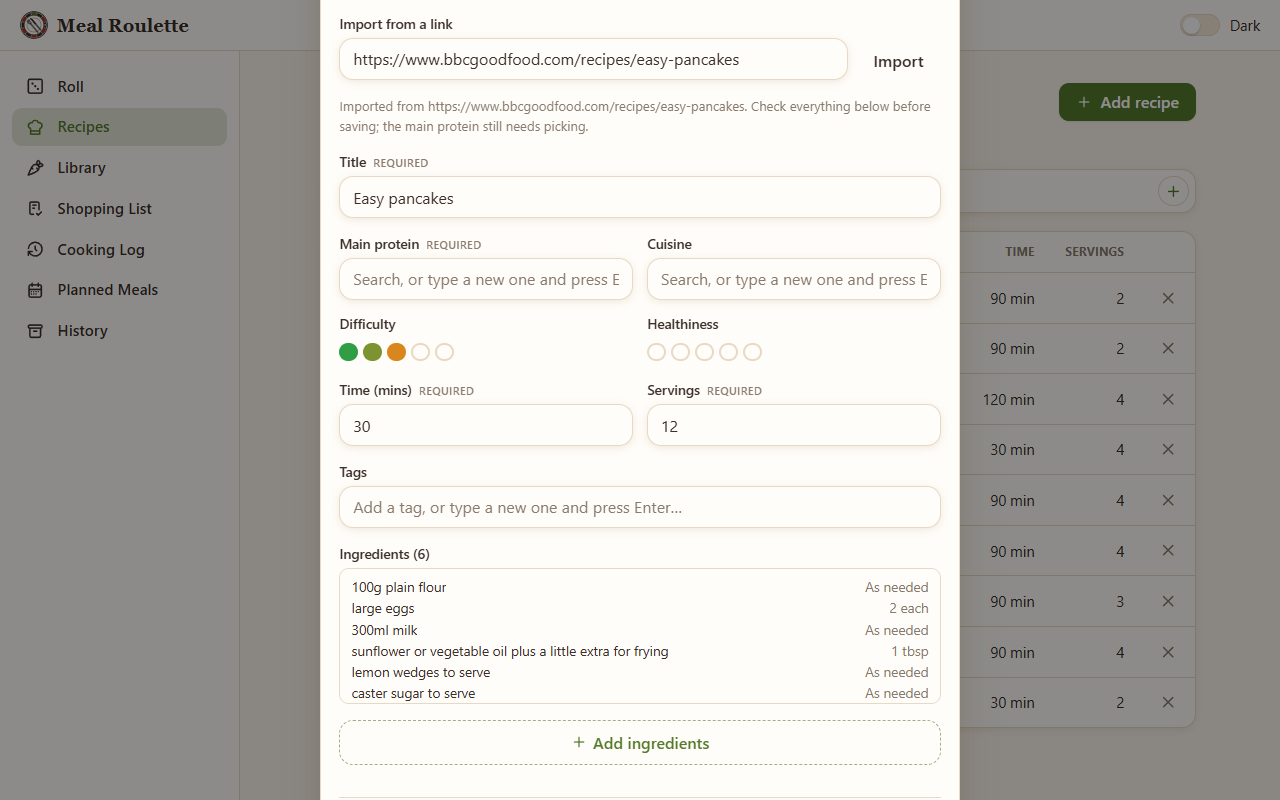 Meal Roulette
Dark
Roll
Recipes
Library
Shopping List
Cooking Log
Planned Meals
History
Import from a link
https://www.bbcgoodfood.com/recipes/easy-pancakes
Import
Imported from https://www.bbcgoodfood.com/recipes/easy-pancakes. Check everything below before
saving; the main protein still needs picking.
Title REQUIRED
Easy pancakes
Main protein REQUIRED
Cuisine
Search, or type a new one and press E
Search, or type a new one and press E
Difficulty
Healthiness
Time (mins) REQUIRED
Servings REQUIRED
30
12
Tags
Add a tag, or type a new one and press Enter...
Ingredients (6)
100g plain flour As needed
large eggs 2 each
300ml milk As needed
sunflower or vegetable oil plus a little extra for frying 1 tbsp
lemon wedges to serve As needed
caster sugar to serve As needed
+ Add ingredients
+ Add recipe
+
TIME SERVINGS
90 min 2
90 min 2
120 min 4
30 min 4
90 min 4
90 min 4
90 min 3
90 min 4
30 min 2